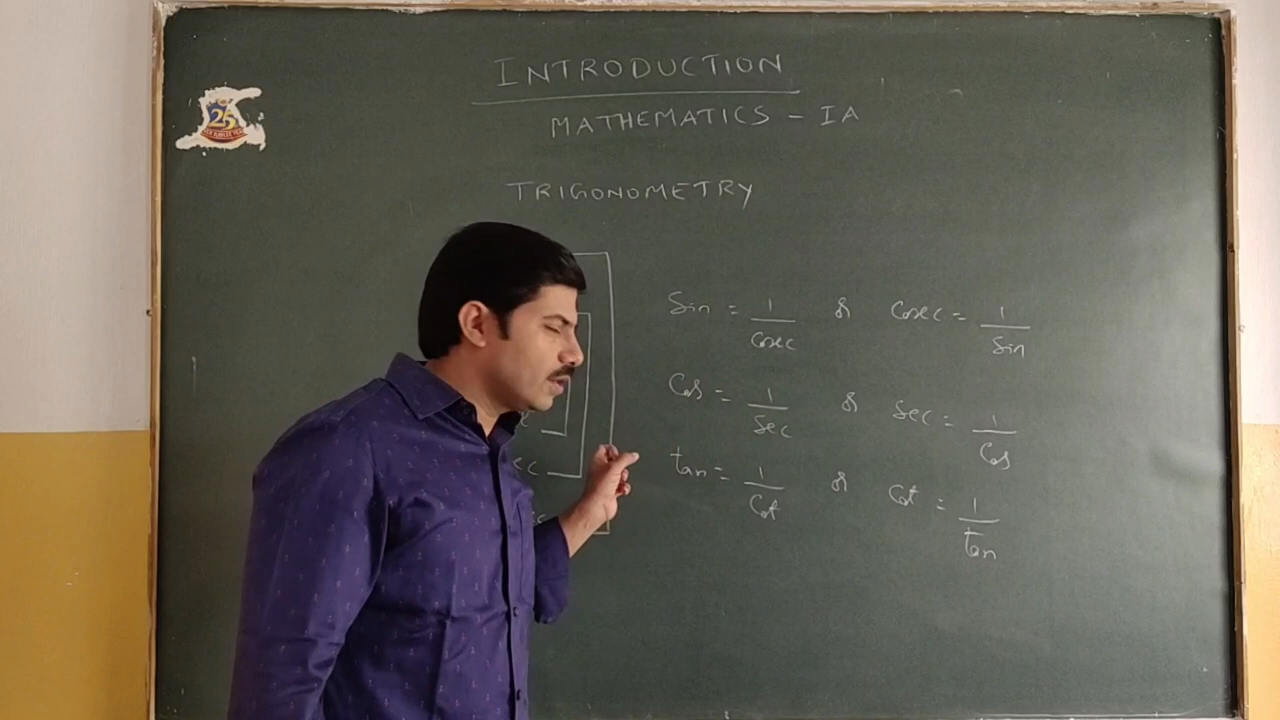 INTRODUCTION
MATHEMATICS - IA
25
TRIGONOMETRY
Sin = 1/Cosec & Cosec = 1/Sin
Cos = 1/Sec & Sec = 1/Cos
tan = 1/Cot & Cot = 1/tan